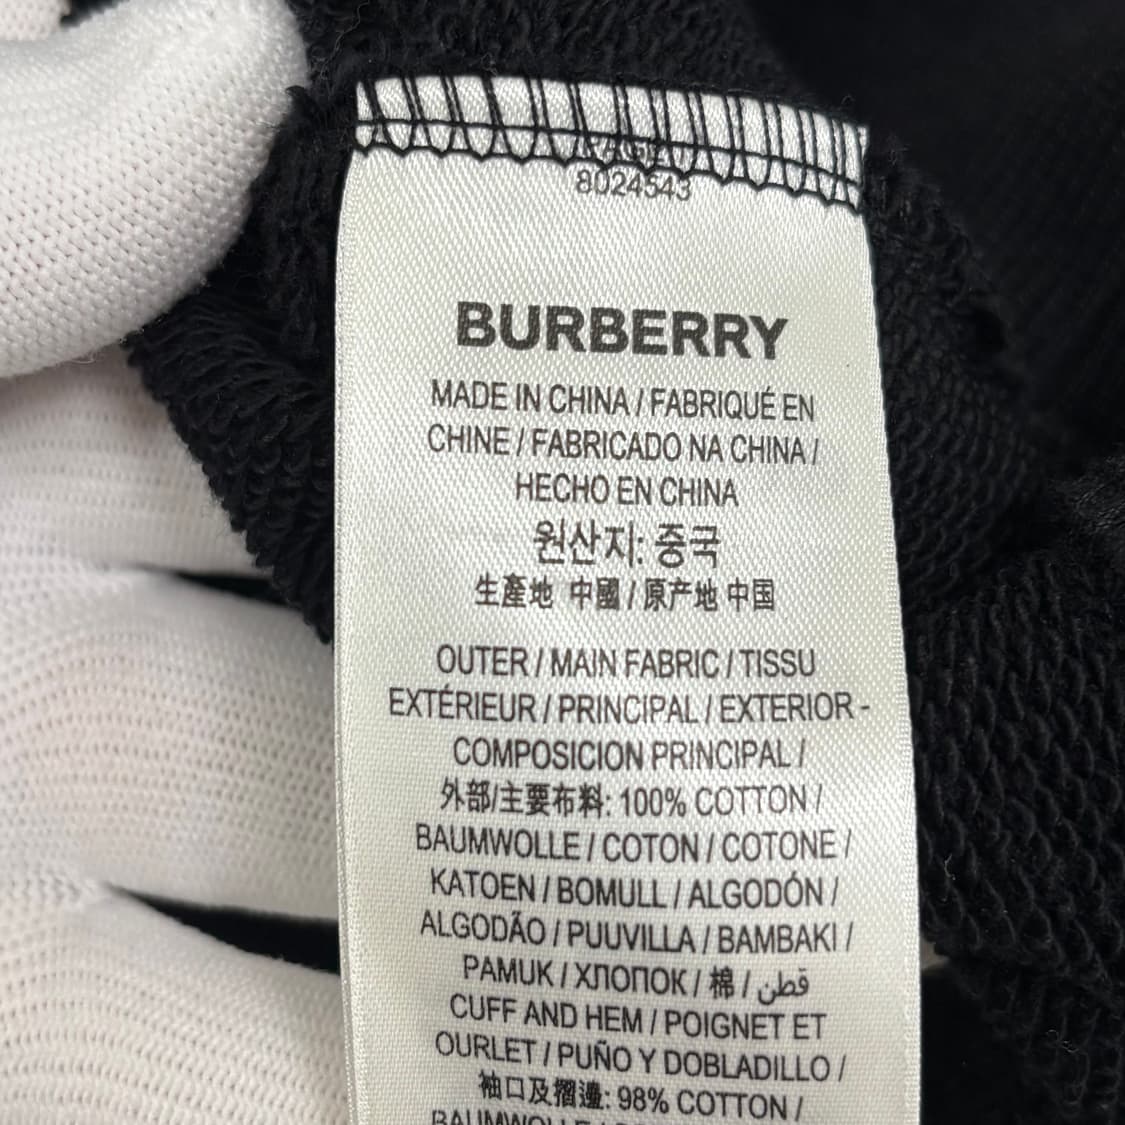 8024543
BURBERRY
MADE IN CHINA / FABRIQUÉ EN
CHINE / FABRICADO NA CHINA /
HECHO EN CHINA
원산지: 중국
生產地 中國 / 原产地 中国
OUTER / MAIN FABRIC / TISSU
EXTÉRIEUR / PRINCIPAL / EXTERIOR -
COMPOSICION PRINCIPAL /
外部/主要布料: 100% COTTON /
BAUMWOLLE / COTON / COTONE /
KATOEN / BOMULL / ALGODÓN /
ALGODÃO / PUUVILLA / BAMBAKI /
PAMUK / ХЛОПОК / 棉 / قطن
CUFF AND HEM / POIGNET ET
OURLET / PUÑO Y DOBLADILLO /
袖口及摺邊: 98% COTTON /
BAUMWOLLE /